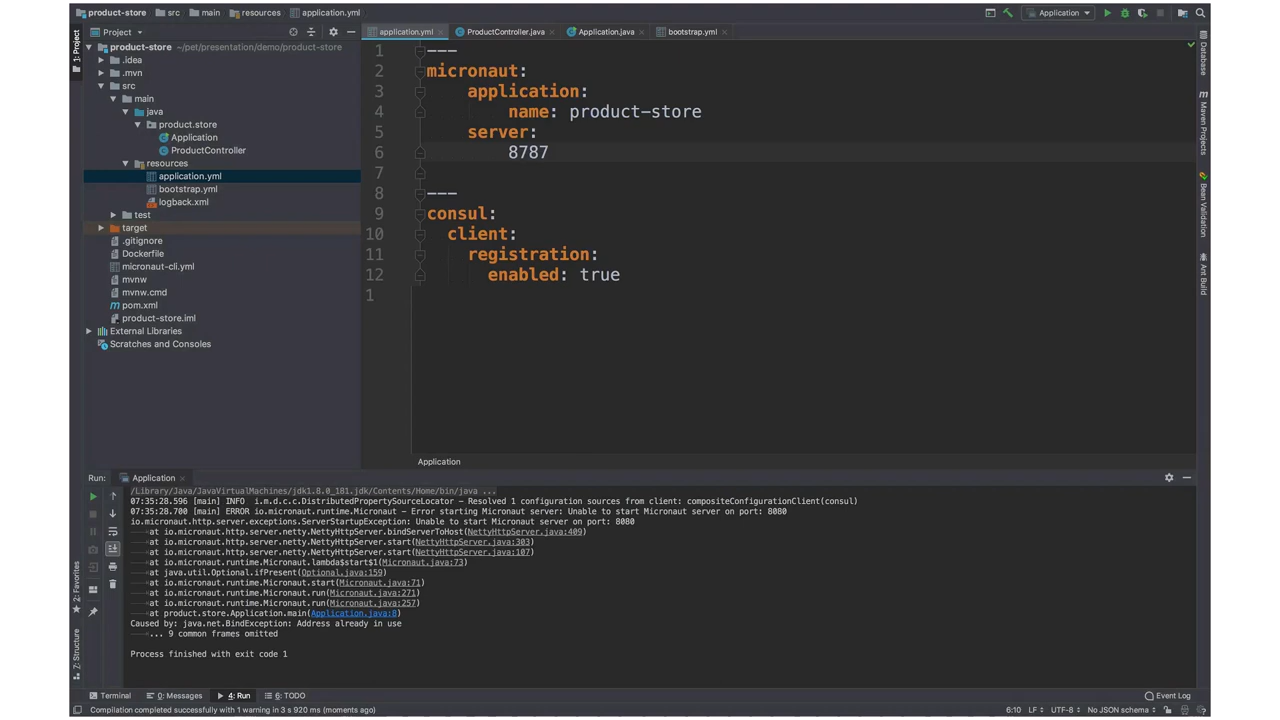 product-store src main resources application.yml Application
Project
application.yml ProductController.java Application.java bootstrap.yml
1: Project
product-store ~/pet/presentation/demo/product-store
.idea
.mvn
src
main
java
product.store
Application
ProductController
resources
application.yml
bootstrap.yml
logback.xml
test
target
.gitignore
Dockerfile
micronaut-cli.yml
mvnw
mvnw.cmd
pom.xml
product-store.iml
External Libraries
Scratches and Consoles
1 ---
2 micronaut:
3 application:
4 name: product-store
5 server:
6 8787
7
8 ---
9 consul:
10 client:
11 registration:
12 enabled: true
1
Application
Database
Maven Projects
Bean Validation
Ant Build
Run: Application
/Library/Java/JavaVirtualMachines/jdk1.8.0_181.jdk/Contents/Home/bin/java ...
07:35:28.596 [main] INFO i.m.d.c.c.DistributedPropertySourceLocator - Resolved 1 configuration sources from client: compositeConfigurationClient(consul)
07:35:28.700 [main] ERROR io.micronaut.runtime.Micronaut - Error starting Micronaut server: Unable to start Micronaut server on port: 8080
io.micronaut.http.server.exceptions.ServerStartupException: Unable to start Micronaut server on port: 8080
at io.micronaut.http.server.netty.NettyHttpServer.bindServerToHost(NettyHttpServer.java:409)
at io.micronaut.http.server.netty.NettyHttpServer.start(NettyHttpServer.java:303)
at io.micronaut.http.server.netty.NettyHttpServer.start(NettyHttpServer.java:107)
at io.micronaut.runtime.Micronaut.lambda$start$1(Micronaut.java:73)
at java.util.Optional.ifPresent(Optional.java:159)
at io.micronaut.runtime.Micronaut.start(Micronaut.java:71)
at io.micronaut.runtime.Micronaut.run(Micronaut.java:271)
at io.micronaut.runtime.Micronaut.run(Micronaut.java:257)
at product.store.Application.main(Application.java:8)
Caused by: java.net.BindException: Address already in use
... 9 common frames omitted
Process finished with exit code 1
2: Favorites
7: Structure
Terminal 0: Messages 4: Run 6: TODO Event Log
Compilation completed successfully with 1 warning in 3 s 990 ms (moments ago) 6:10 LF UTF-8 No JSON schema